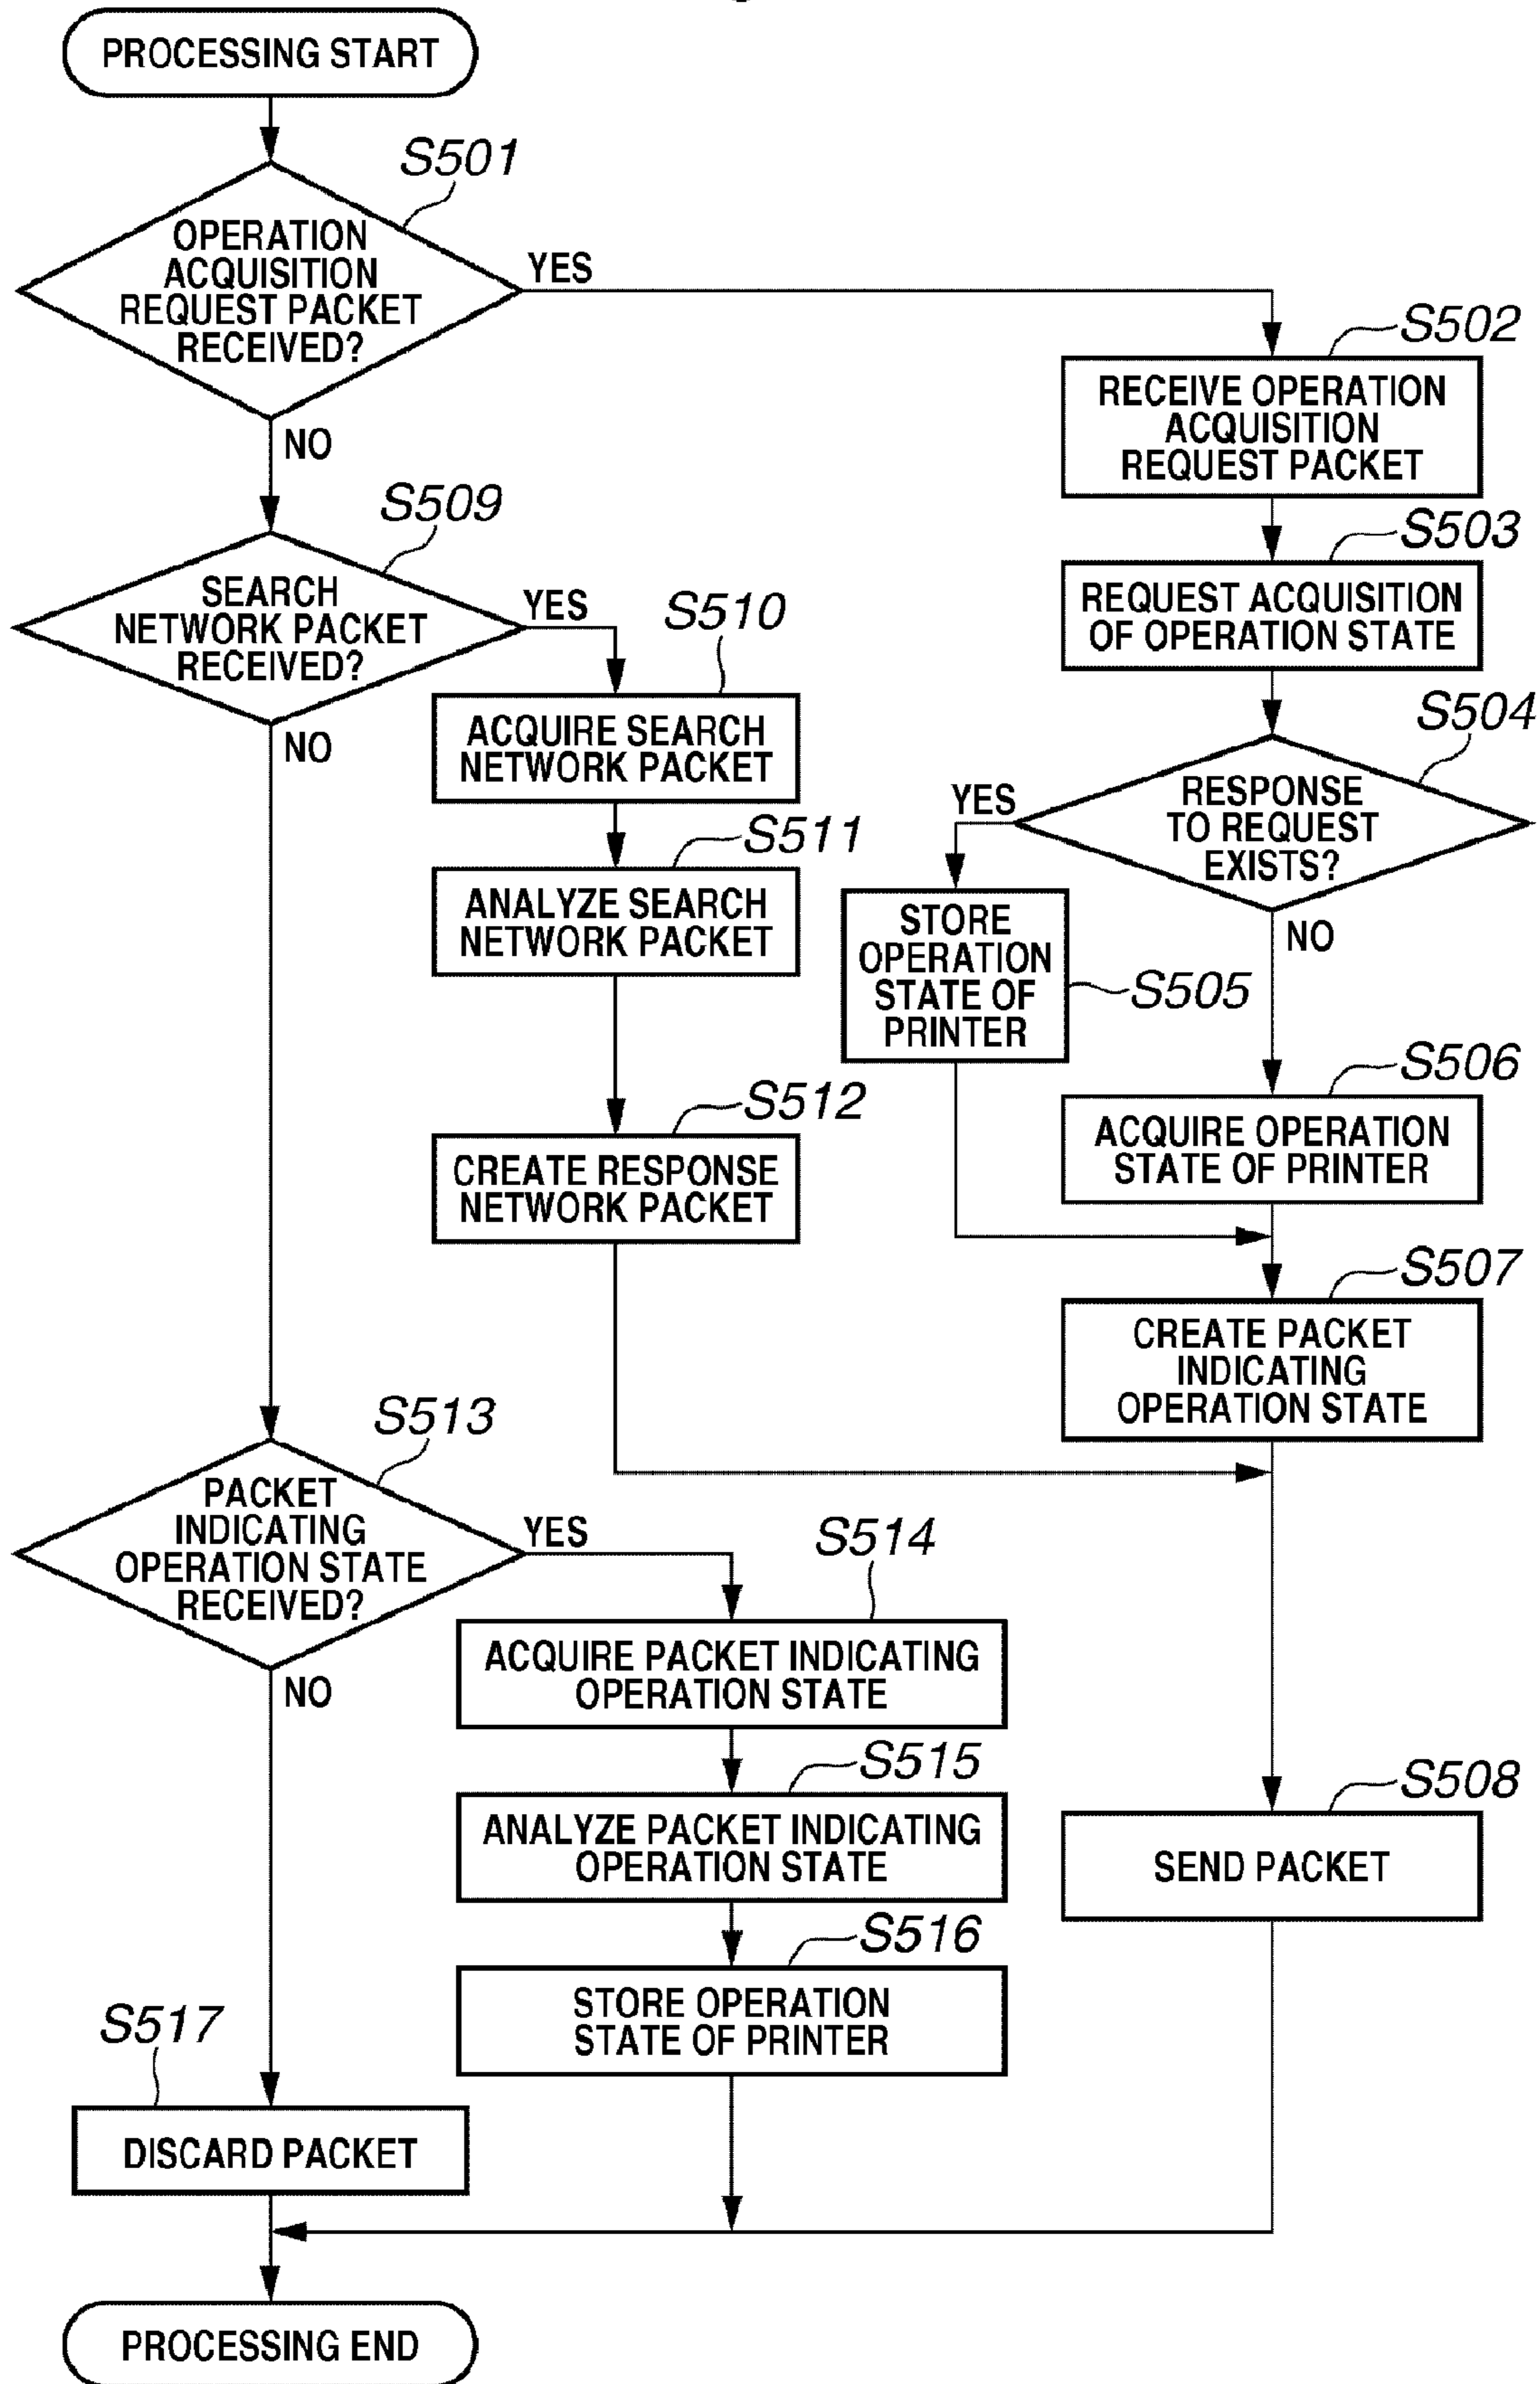 PROCESSING START
S501
OPERATION
ACQUISITION
REQUEST PACKET
RECEIVED?
YES
NO
S502
RECEIVE OPERATION
ACQUISITION
REQUEST PACKET
S503
REQUEST ACQUISITION
OF OPERATION STATE
S504
RESPONSE
TO REQUEST
EXISTS?
YES
NO
STORE
OPERATION
STATE OF
PRINTER
S505
S506
ACQUIRE OPERATION
STATE OF PRINTER
S507
CREATE PACKET
INDICATING
OPERATION STATE
S508
SEND PACKET
S509
SEARCH
NETWORK PACKET
RECEIVED?
YES
NO
S510
ACQUIRE SEARCH
NETWORK PACKET
S511
ANALYZE SEARCH
NETWORK PACKET
S512
CREATE RESPONSE
NETWORK PACKET
S513
PACKET
INDICATING
OPERATION STATE
RECEIVED?
YES
NO
S514
ACQUIRE PACKET INDICATING
OPERATION STATE
S515
ANALYZE PACKET INDICATING
OPERATION STATE
S516
STORE OPERATION
STATE OF PRINTER
S517
DISCARD PACKET
PROCESSING END